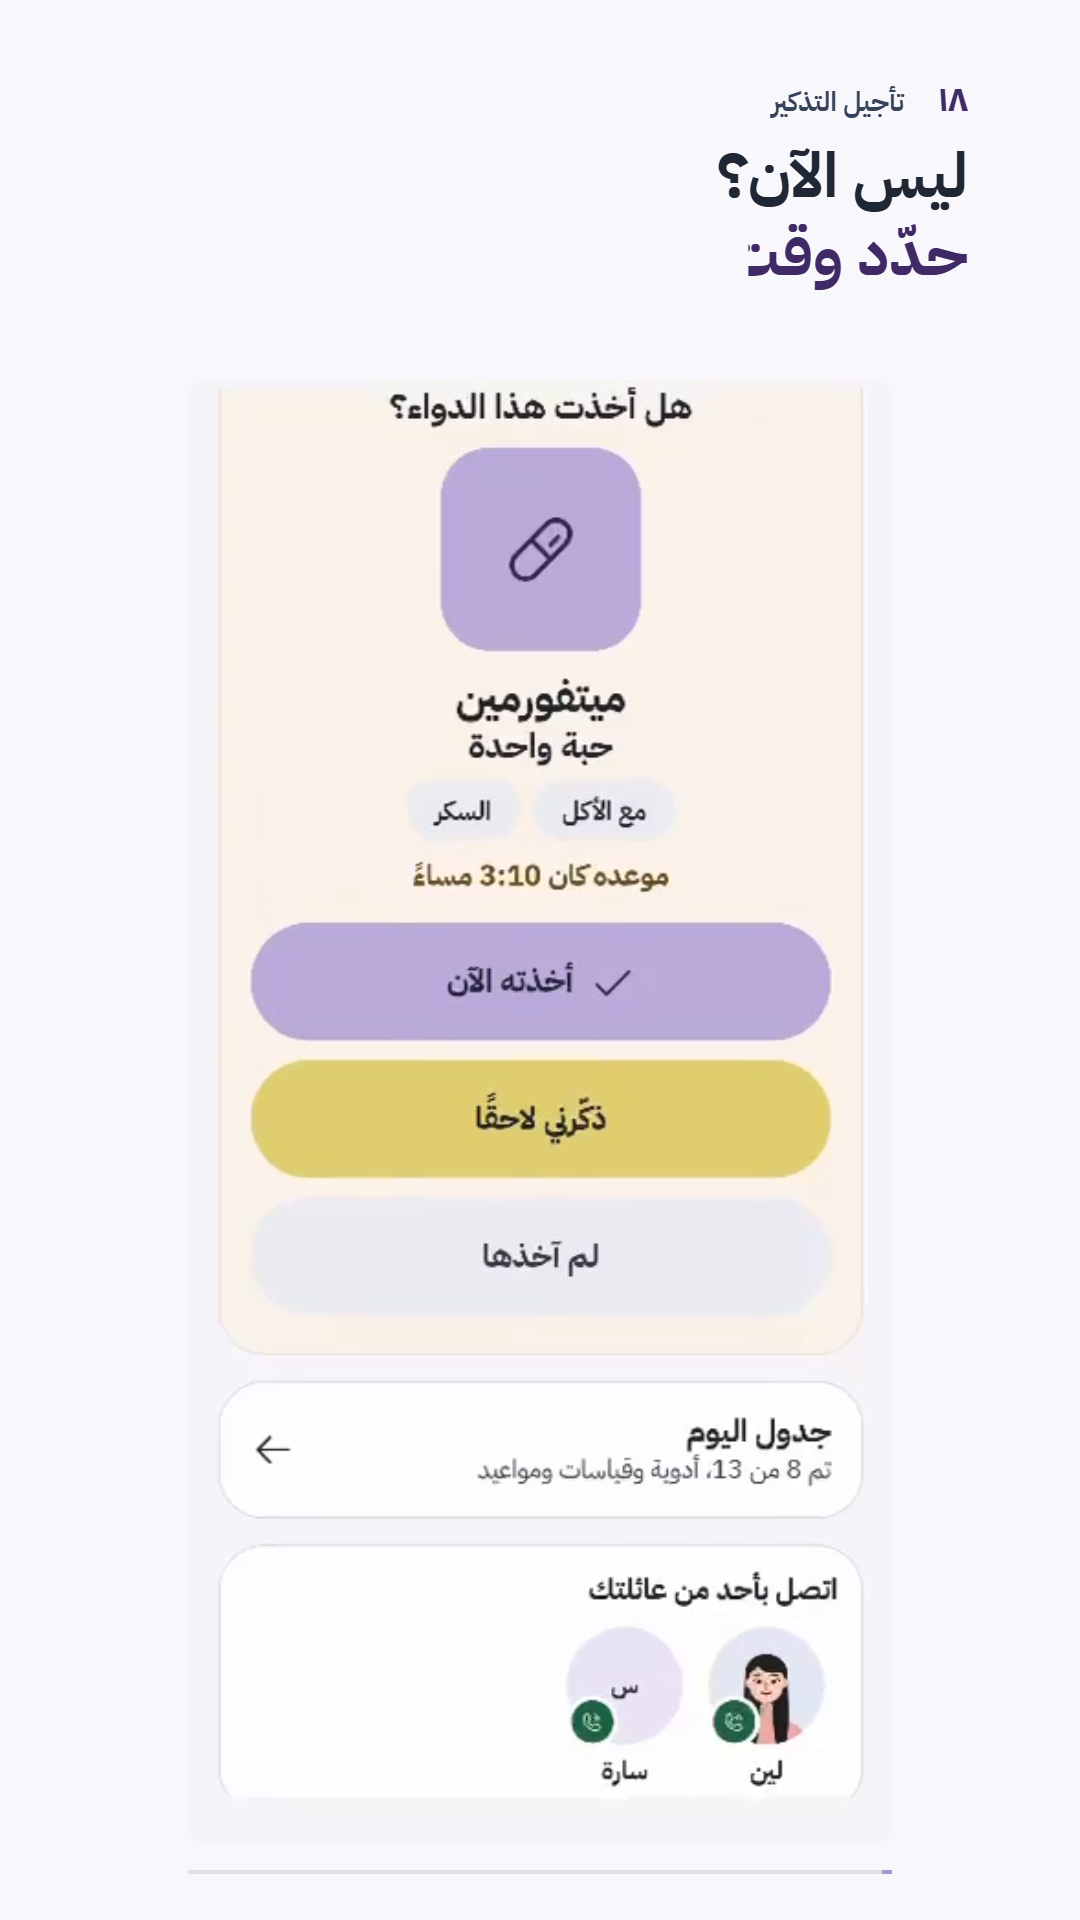 ١٨ تأجيل التذكير
ليس الآن؟
حدّد وقت
هل أخذت هذا الدواء؟
ميتفورمين
حبة واحدة
مع الأكل السكر
موعده كان 3:10 مساءً
أخذته الآن
ذكّرني لاحقًا
لم آخذها
جدول اليوم
تم 8 من 13، أدوية وقياسات ومواعيد
اتصل بأحد من عائلتك
س
لين سارة